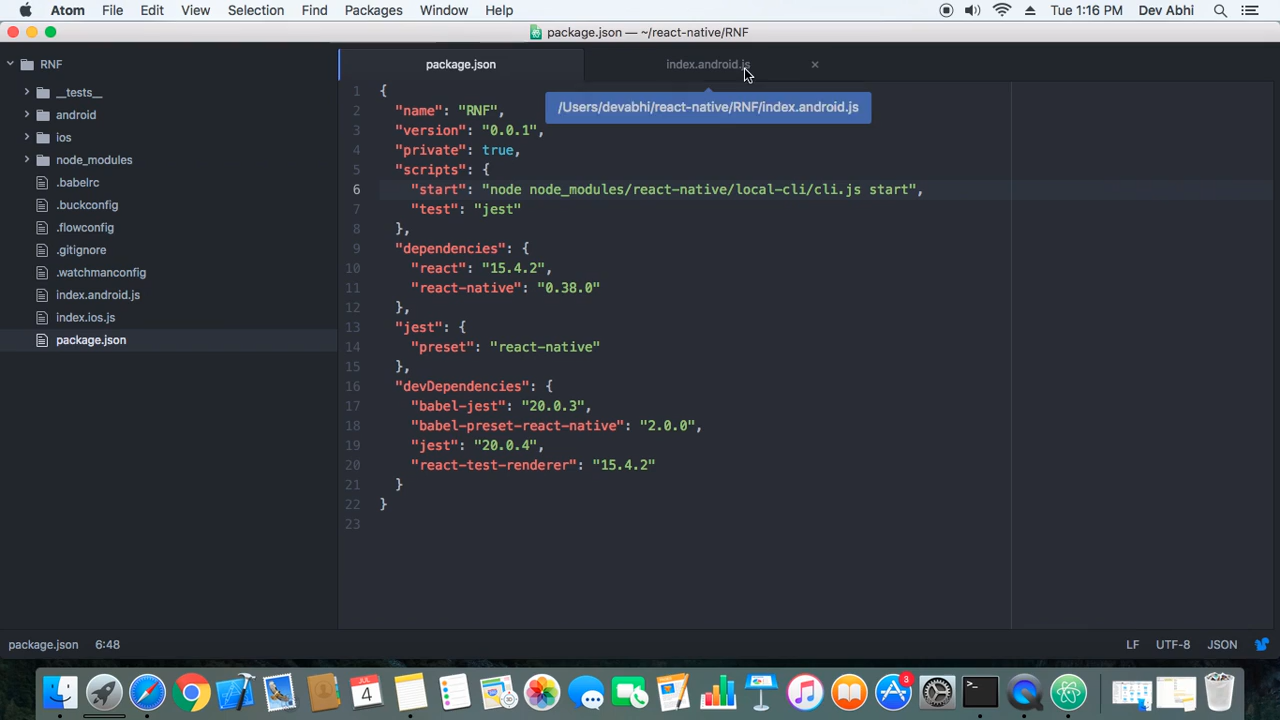 Atom File Edit View Selection Find Packages Window Help Tue 1:16 PM Dev Abhi
package.json — ~/react-native/RNF
RNF
__tests__
android
ios
node_modules
.babelrc
.buckconfig
.flowconfig
.gitignore
.watchmanconfig
index.android.js
index.ios.js
package.json
package.json index.android.js
/Users/devabhi/react-native/RNF/index.android.js
1 {
2 "name": "RNF",
3 "version": "0.0.1",
4 "private": true,
5 "scripts": {
6 "start": "node node_modules/react-native/local-cli/cli.js start",
7 "test": "jest"
8 },
9 "dependencies": {
10 "react": "15.4.2",
11 "react-native": "0.38.0"
12 },
13 "jest": {
14 "preset": "react-native"
15 },
16 "devDependencies": {
17 "babel-jest": "20.0.3",
18 "babel-preset-react-native": "2.0.0",
19 "jest": "20.0.4",
20 "react-test-renderer": "15.4.2"
21 }
22 }
23
package.json 6:48 LF UTF-8 JSON
4
3